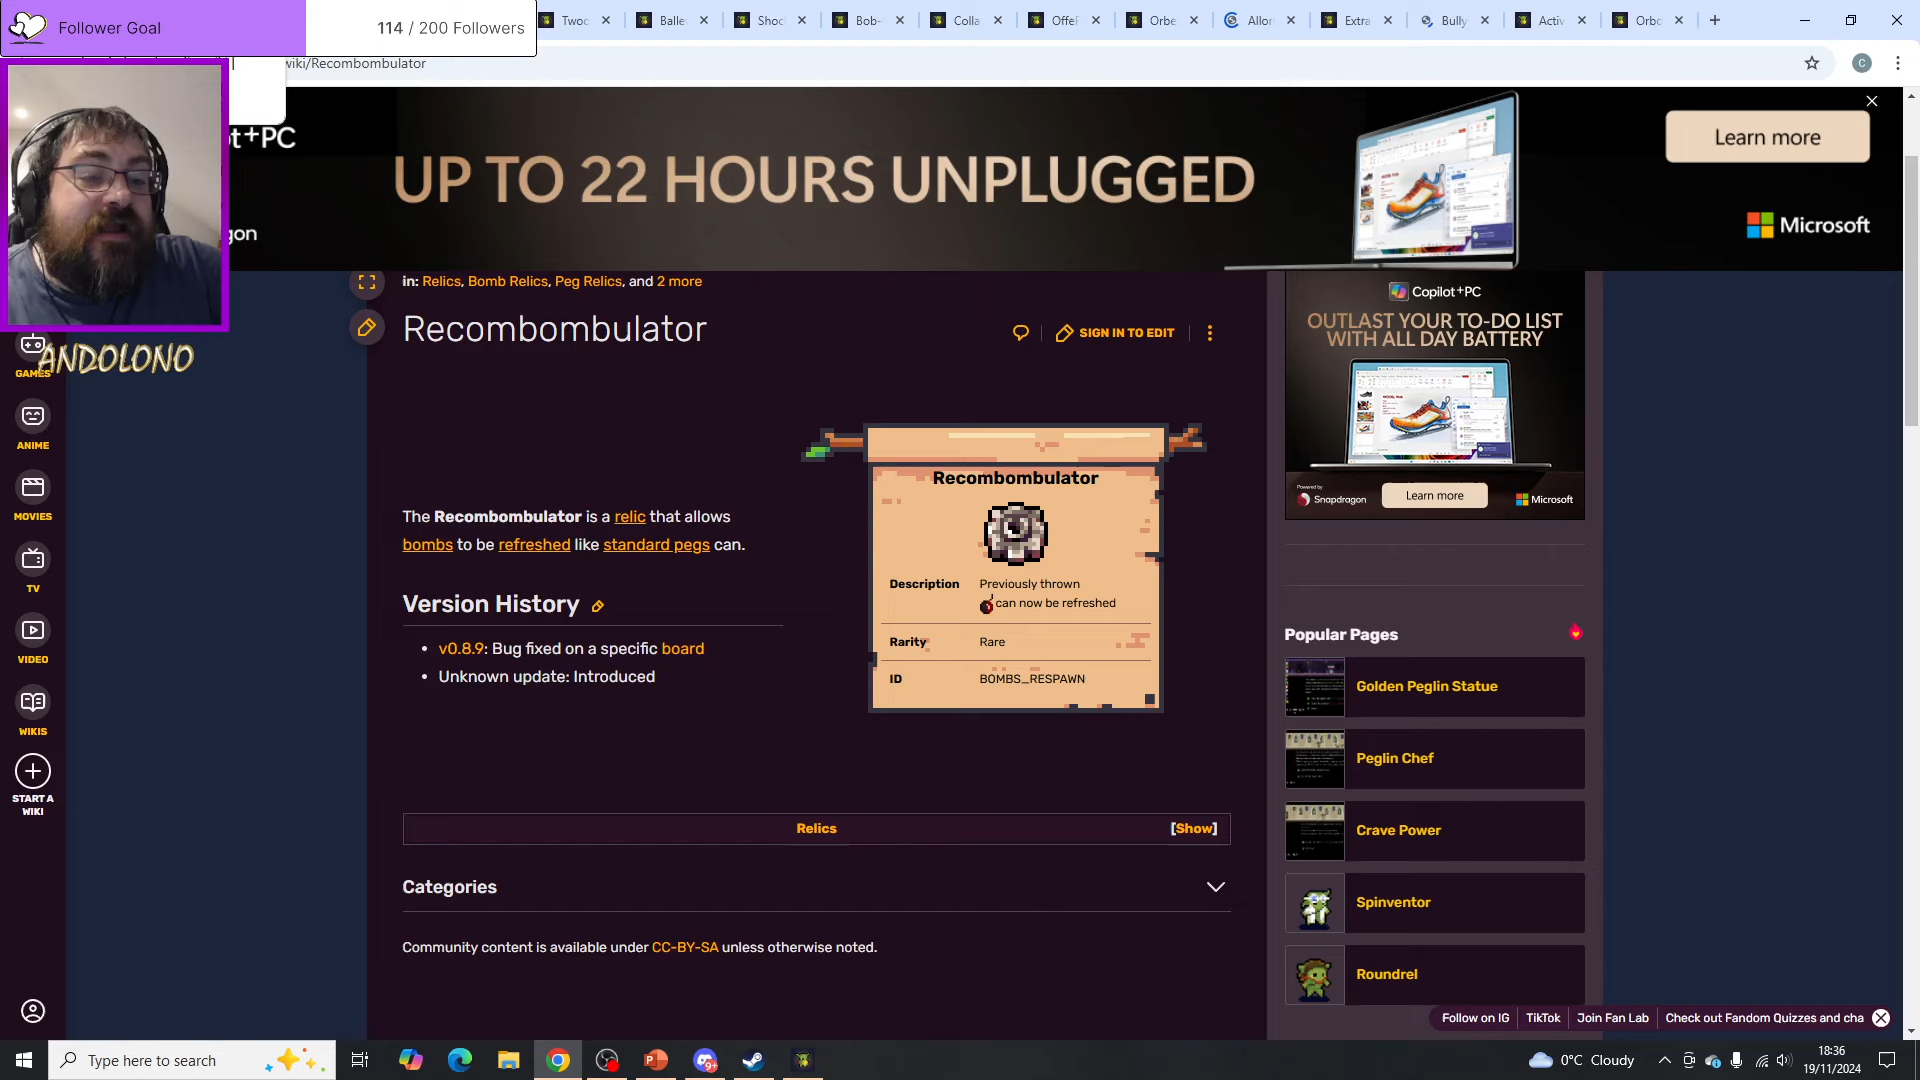 Follower Goal
114 / 200 Followers
Twoc
Balle
Shoc
Bob-
Colla
OffeR
Orbe
Allor
Extra
Bully
Activ
Orbo
wiki/Recombombulator
C
t+PC
UP TO 22 HOURS UNPLUGGED
Learn more
gon
Microsoft
in: Relics, Bomb Relics, Peg Relics, and 2 more
Recombombulator
SIGN IN TO EDIT
ANDOLONO
GAMES
ANIME
MOVIES
TV
VIDEO
WIKIS
START A
WIKI
The Recombombulator is a relic that allows
bombs to be refreshed like standard pegs can.
Version History
v0.8.9: Bug fixed on a specific board
Unknown update: Introduced
Recombombulator
Description Previously thrown
can now be refreshed
Rarity Rare
ID BOMBS_RESPAWN
Relics [Show]
Categories
Community content is available under CC-BY-SA unless otherwise noted.
Copilot+PC
OUTLAST YOUR TO-DO LIST
WITH ALL DAY BATTERY
Powered by
Snapdragon
Learn more
Microsoft
Popular Pages
Golden Peglin Statue
Peglin Chef
Crave Power
Spinventor
Roundrel
Follow on IG
TikTok
Join Fan Lab
Check out Fandom Quizzes and cha
Type here to search
9+
0°C Cloudy
18:36
19/11/2024